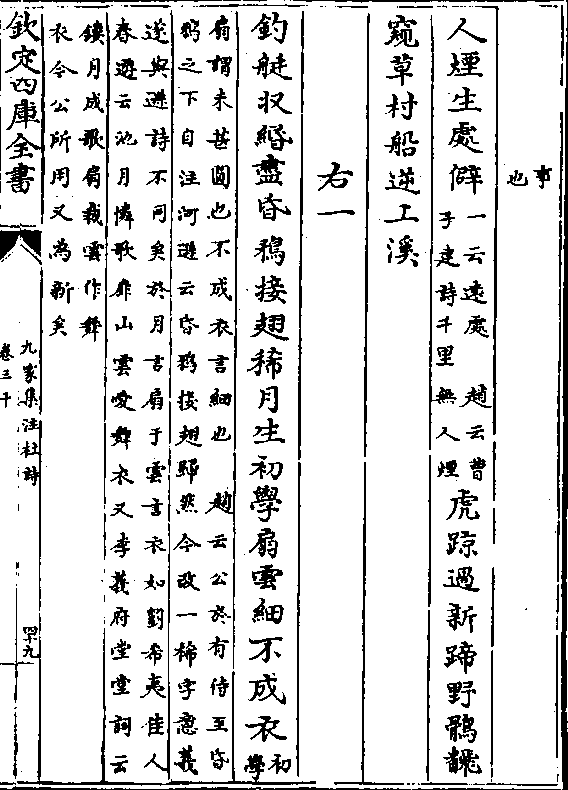 事也
人煙生處僻一云遠處 趙云曹子建詩千里 無人煙虎跡過新蹄野鶻翻
窺草村船逆上溪
右一
釣艇收緡盡昏鴉接翅稀月生初學扇雲細不成衣初學
扇謂未甚圓也不成衣言細也 趙云公於有侍至昏
鴉之下自注何遜云昏鴉接翅歸然今改一稀字意義
遂與遜詩不同矣於月言扇于雲言衣如劉希夷佳人
春遊云池月憐歌扉山雲愛舞衣又李義府堂堂詞云
鏤月成歌扇裁雲作舞
衣今公所用又為新矣
欽定四庫全書
九家集注杜詩
卷三十
四十九